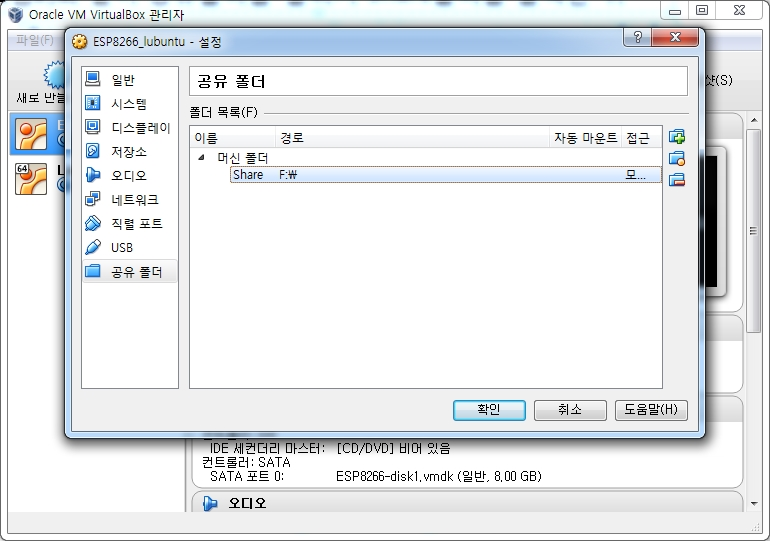 Oracle VM VirtualBox 관리자
파일(F)
ESP8266_lubuntu - 설정
새로 만들
샷(S)
64
일반
시스템
디스플레이
저장소
오디오
네트워크
직렬 포트
USB
공유 폴더
공유 폴더
폴더 목록(F)
이름 경로 자동 마운트 접근
머신 폴더
Share F:₩ 모...
확인 취소 도움말(H)
IDE 세컨더리 마스터: [CD/DVD] 비어 있음
컨트롤러: SATA
SATA 포트 0: ESP8266-disk1.vmdk (일반, 8.00 GB)
오디오